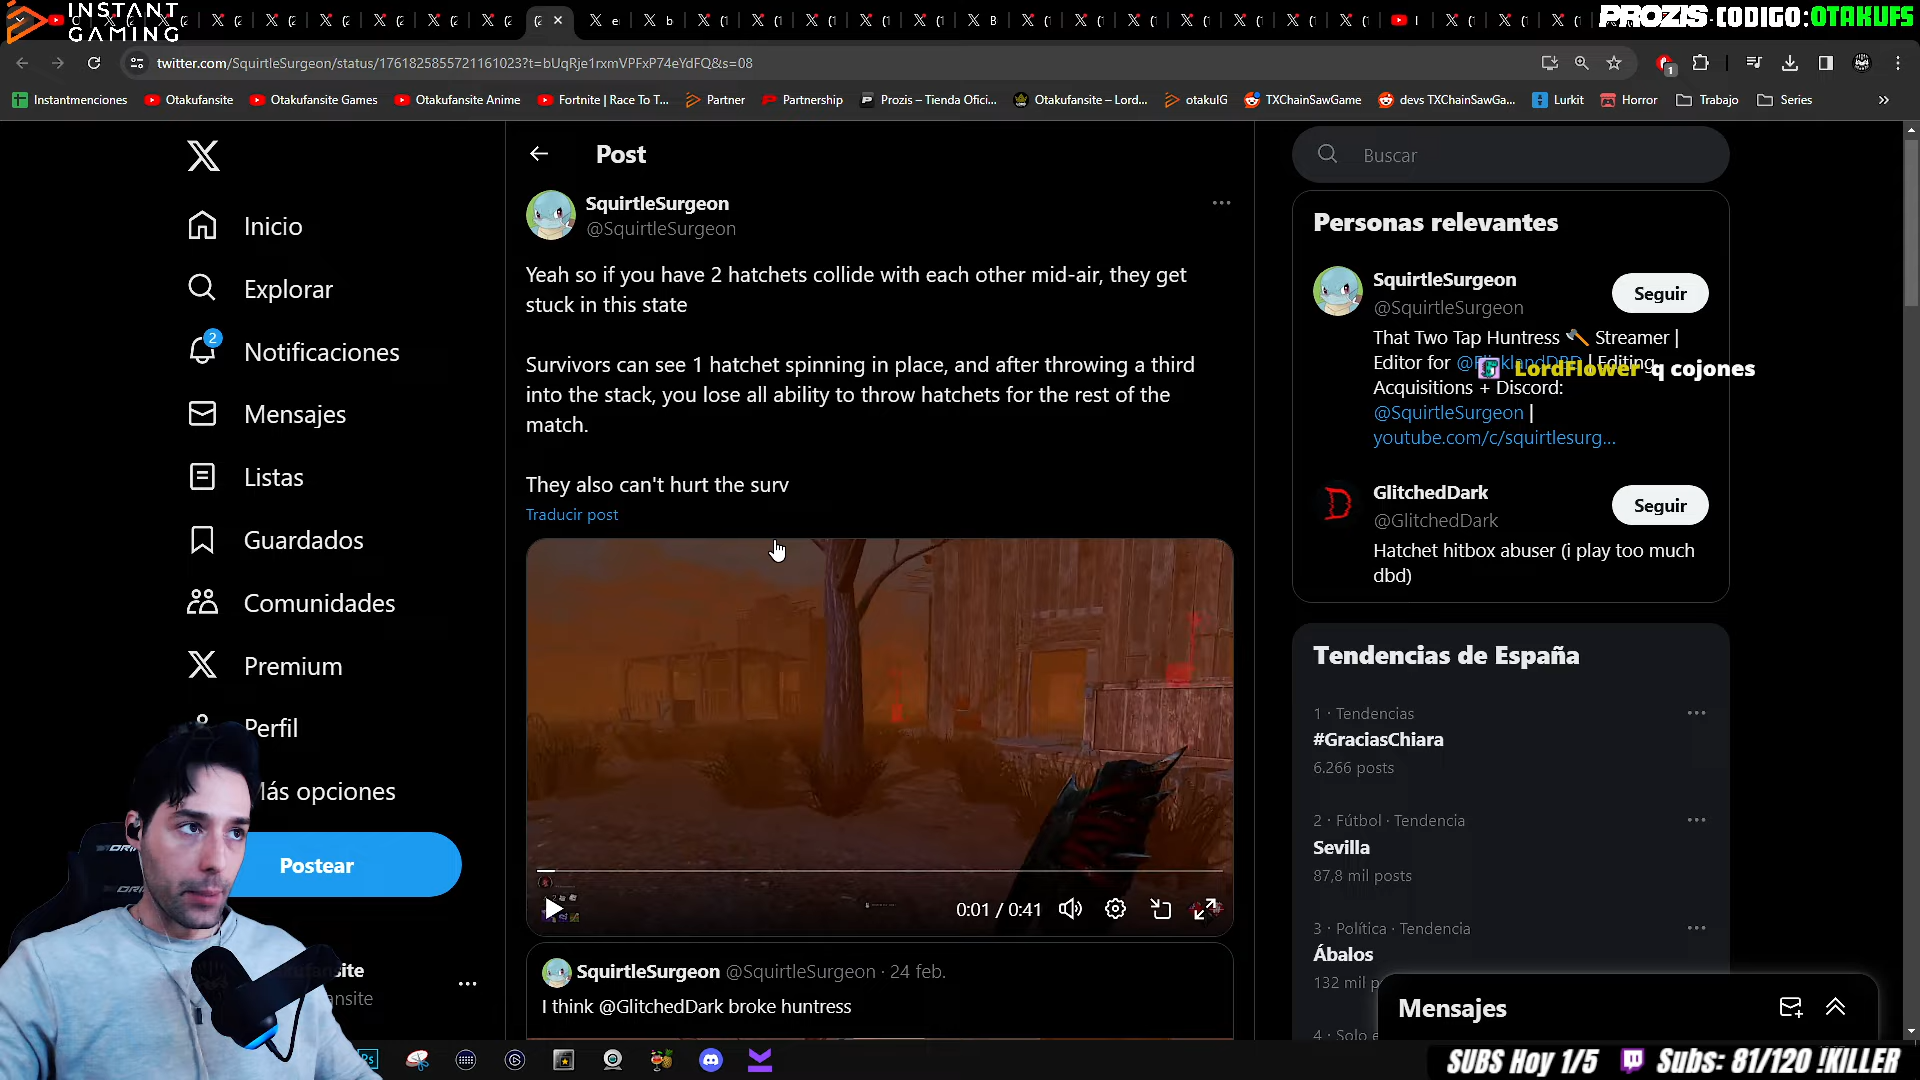 INSTANT
GAMING
PROZIS CODIGO:OTAKUFS
twitter.com/SquirtleSurgeon/status/1761825855721161023?t=bUqRje1rxmVPFxP74eYdFQ&s=08
Instantmenciones
Otakufansite
Otakufansite Games
Otakufansite Anime
Fortnite | Race To T...
Partner
Partnership
Prozis – Tienda Ofici...
Otakufansite – Lord...
otakuIG
TXChainSawGame
devs TXChainSawGa...
Lurkit
Horror
Trabajo
Series
Inicio
Explorar
2
Notificaciones
Mensajes
Listas
Guardados
Comunidades
Premium
Perfil
Más opciones
Postear
Post
SquirtleSurgeon
@SquirtleSurgeon
Yeah so if you have 2 hatchets collide with each other mid-air, they get
stuck in this state
Survivors can see 1 hatchet spinning in place, and after throwing a third
into the stack, you lose all ability to throw hatchets for the rest of the
match.
They also can't hurt the surv
Traducir post
0:01 / 0:41
SquirtleSurgeon @SquirtleSurgeon · 24 feb.
I think @GlitchedDark broke huntress
Buscar
Personas relevantes
SquirtleSurgeon
@SquirtleSurgeon
Seguir
That Two Tap Huntress 🪓 Streamer |
Editor for | Editing,
LordFlower q cojones
Acquisitions + Discord:
@SquirtleSurgeon |
youtube.com/c/squirtlesurg...
GlitchedDark
@GlitchedDark
Seguir
Hatchet hitbox abuser (i play too much
dbd)
Tendencias de España
1 · Tendencias
#GraciasChiara
6.266 posts
2 · Fútbol · Tendencia
Sevilla
87,8 mil posts
3 · Política · Tendencia
Ábalos
132 mil
Mensajes
SUBS Hoy 1/5
Subs: 81/120 !KILLER